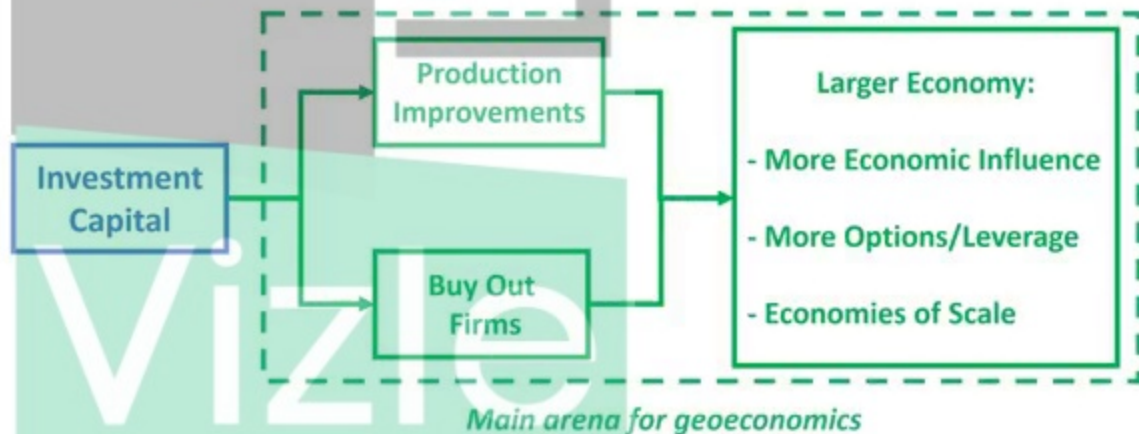 Production
Improvements
Investment
Capital
Buy Out
Firms
Larger Economy:
- More Economic Influence
- More Options/Leverage
- Economies of Scale
Main arena for geoeconomics
Vizle